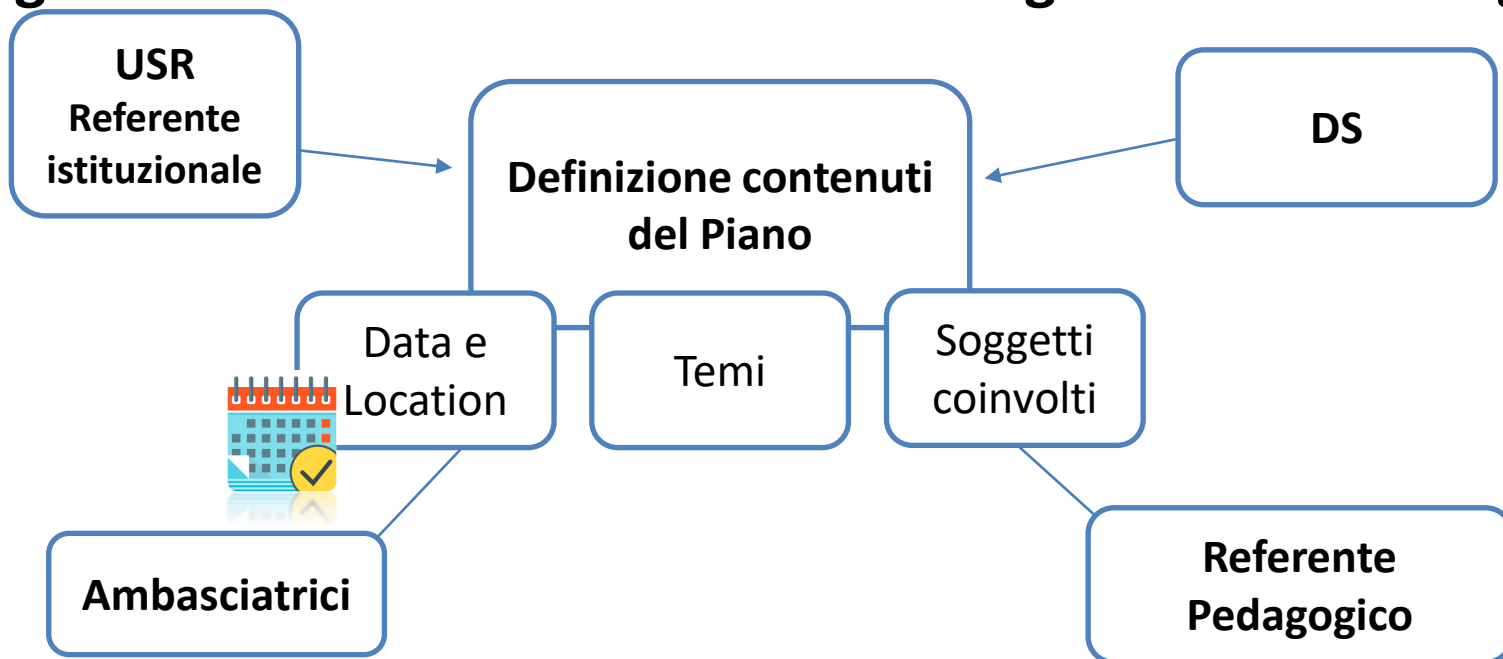 USR
Referente
istituzionale
DS
Definizione contenuti
del Piano
Data e
Location
Temi
Soggetti
coinvolti
Ambasciatrici
Referente
Pedagogico